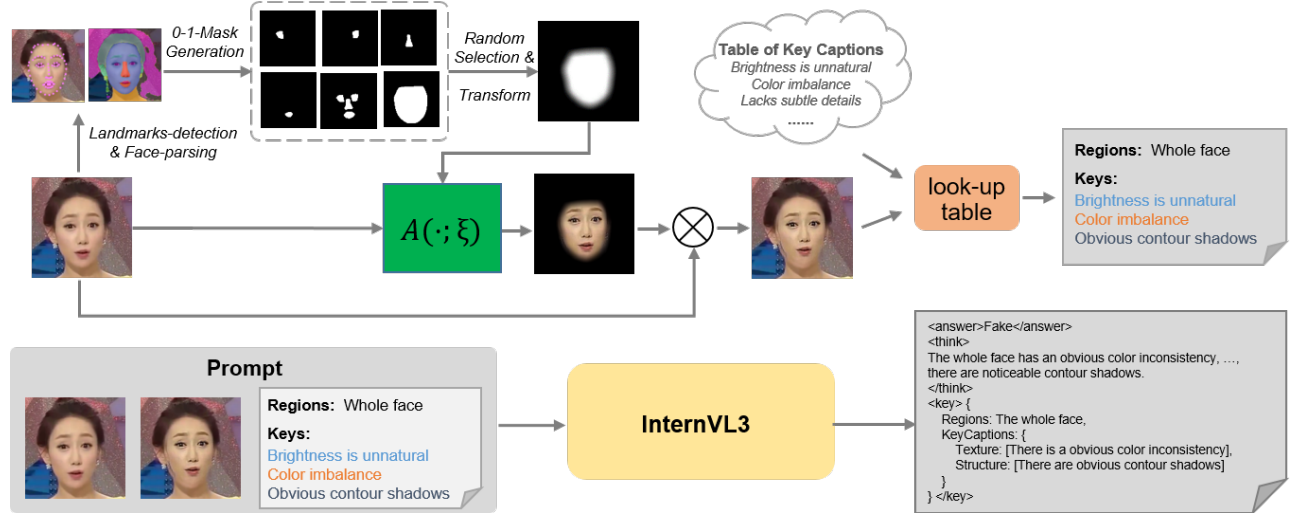 0-1-Mask
Generation
Random
Selection &
Transform
Table of Key Captions
Brightness is unnatural
Color imbalance
Lacks subtle details
......
Landmarks-detection
& Face-parsing
A(·; ξ)
look-up
table
Regions: Whole face
Keys:
Brightness is unnatural
Color imbalance
Obvious contour shadows
Prompt
Regions: Whole face
Keys:
Brightness is unnatural
Color imbalance
Obvious contour shadows
InternVL3
<answer>Fake</answer>
<think>
The whole face has an obvious color inconsistency, …,
there are noticeable contour shadows.
</think>
<key> {
Regions: The whole face,
KeyCaptions: {
Texture: [There is a obvious color inconsistency],
Structure: [There are obvious contour shadows]
}
} </key>